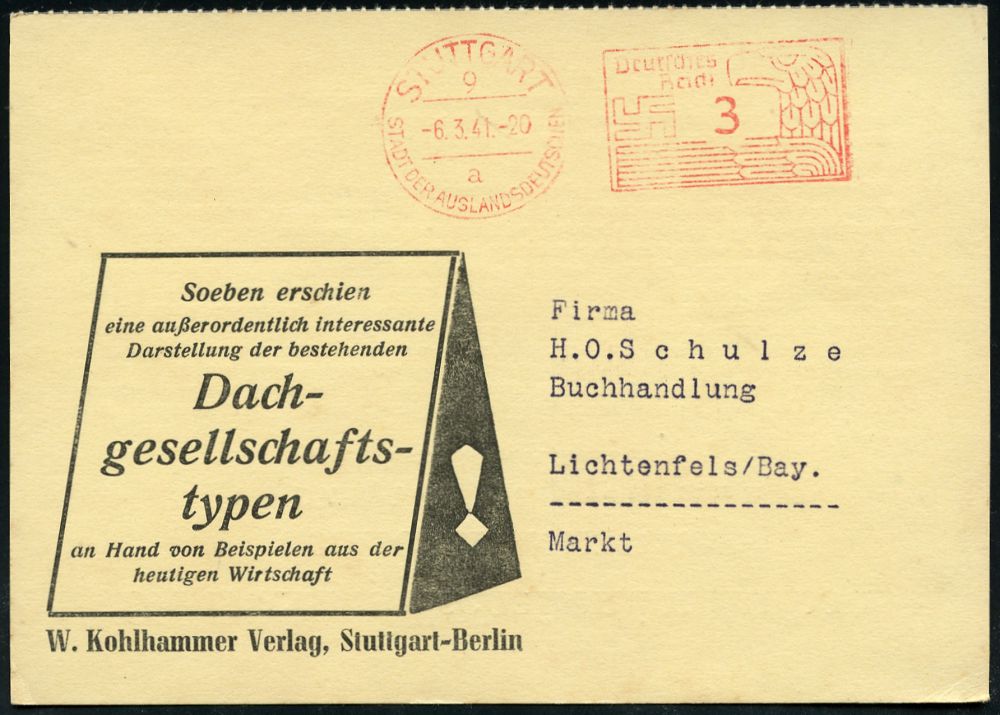 STUTTGART
9
-6.3.41.-20
a
STADT DER AUSLANDSDEUTSCHEN
Deutsches
Reich
3
Soeben erschien
eine außerordentlich interessante
Darstellung der bestehenden
Dach-
gesellschafts-
typen
an Hand von Beispielen aus der
heutigen Wirtschaft
!
W. Kohlhammer Verlag, Stuttgart-Berlin
Firma
H.O.S c h u l z e
Buchhandlung
Lichtenfels/Bay.
-----------------
Markt